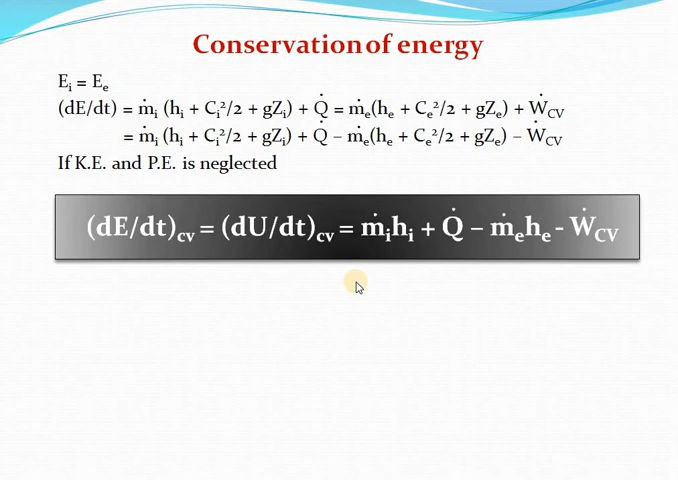 Conservation of energy
Eᵢ = Eₑ
(dE/dt) = ṁᵢ (hᵢ + Cᵢ²/2 + gZᵢ) + Q̇ = ṁₑ(hₑ + Cₑ²/2 + gZₑ) + Ẇ_CV
= ṁᵢ (hᵢ + Cᵢ²/2 + gZᵢ) + Q̇ – ṁₑ(hₑ + Cₑ²/2 + gZₑ) – Ẇ_CV
If K.E. and P.E. is neglected
(dE/dt)_cv = (dU/dt)_cv = ṁᵢhᵢ + Q̇ – ṁₑhₑ - Ẇ_CV